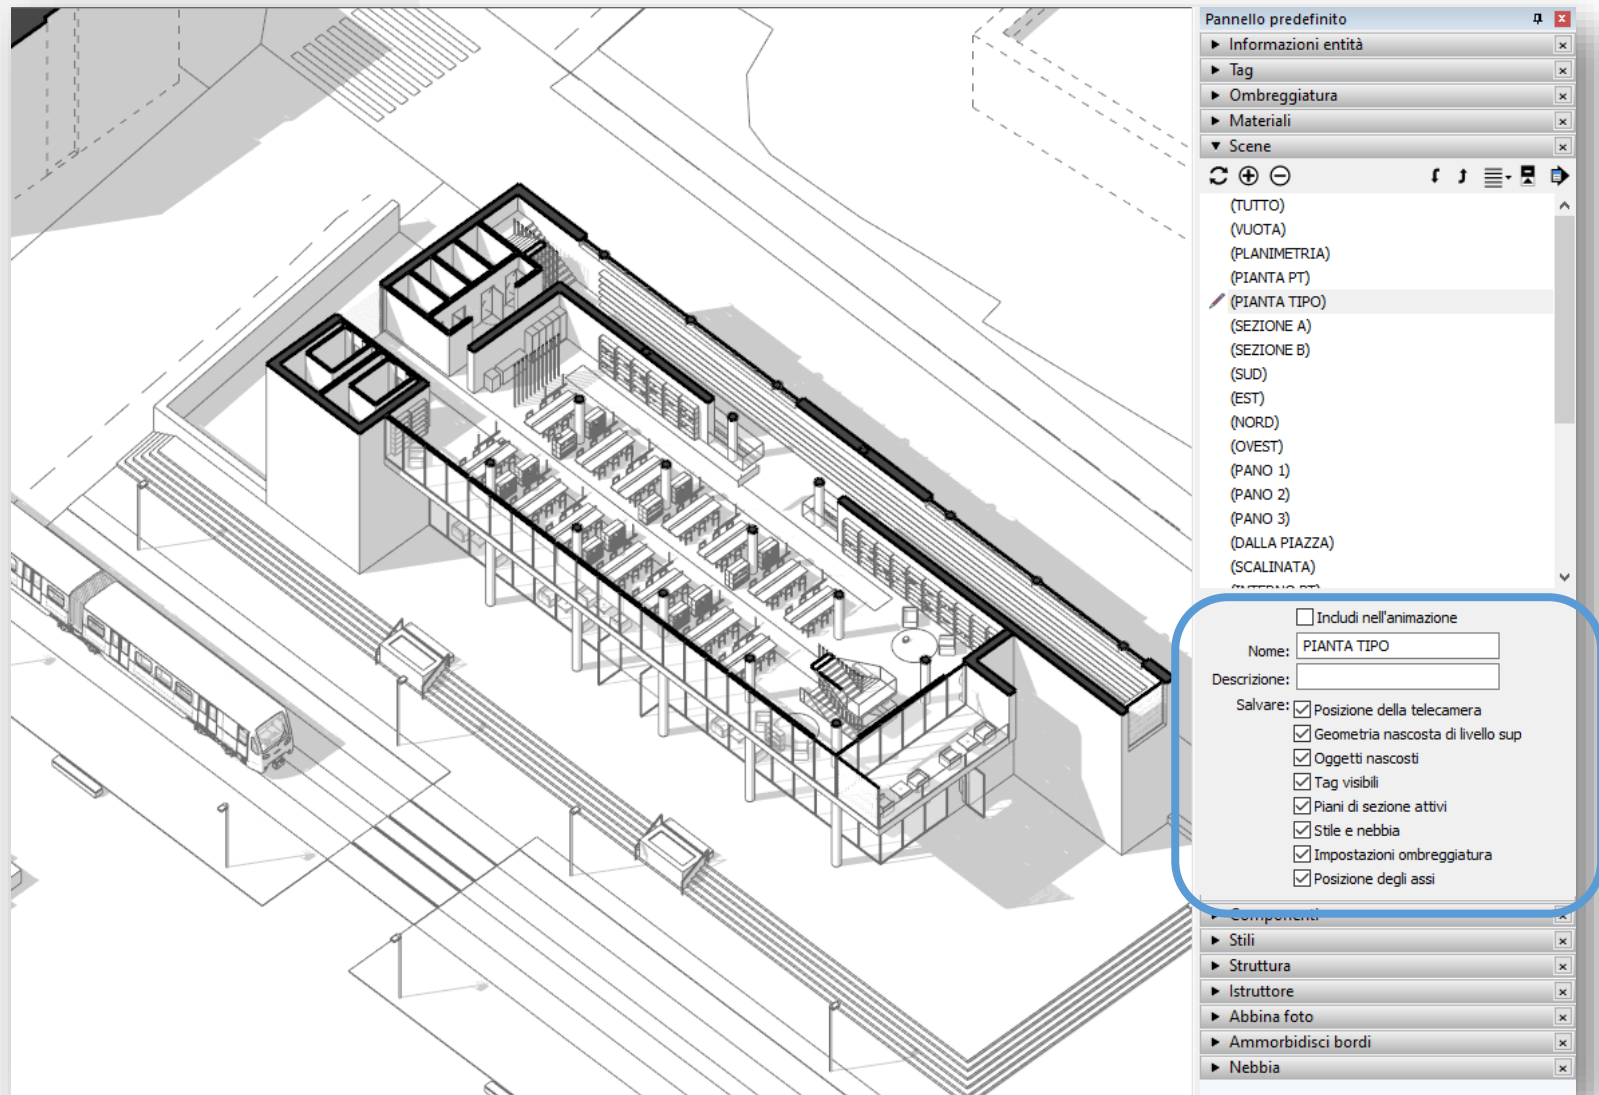 Pannello predefinito
Informazioni entità
Tag
Ombreggiatura
Materiali
Scene
(TUTTO)
(VUOTA)
(PLANIMETRIA)
(PIANTA PT)
(PIANTA TIPO)
(SEZIONE A)
(SEZIONE B)
(SUD)
(EST)
(NORD)
(OVEST)
(PANO 1)
(PANO 2)
(PANO 3)
(DALLA PIAZZA)
(SCALINATA)
Includi nell'animazione
Nome: PIANTA TIPO
Descrizione:
Salvare: Posizione della telecamera
Geometria nascosta di livello sup
Oggetti nascosti
Tag visibili
Piani di sezione attivi
Stile e nebbia
Impostazioni ombreggiatura
Posizione degli assi
Componenti
Stili
Struttura
Istruttore
Abbina foto
Ammorbidisci bordi
Nebbia